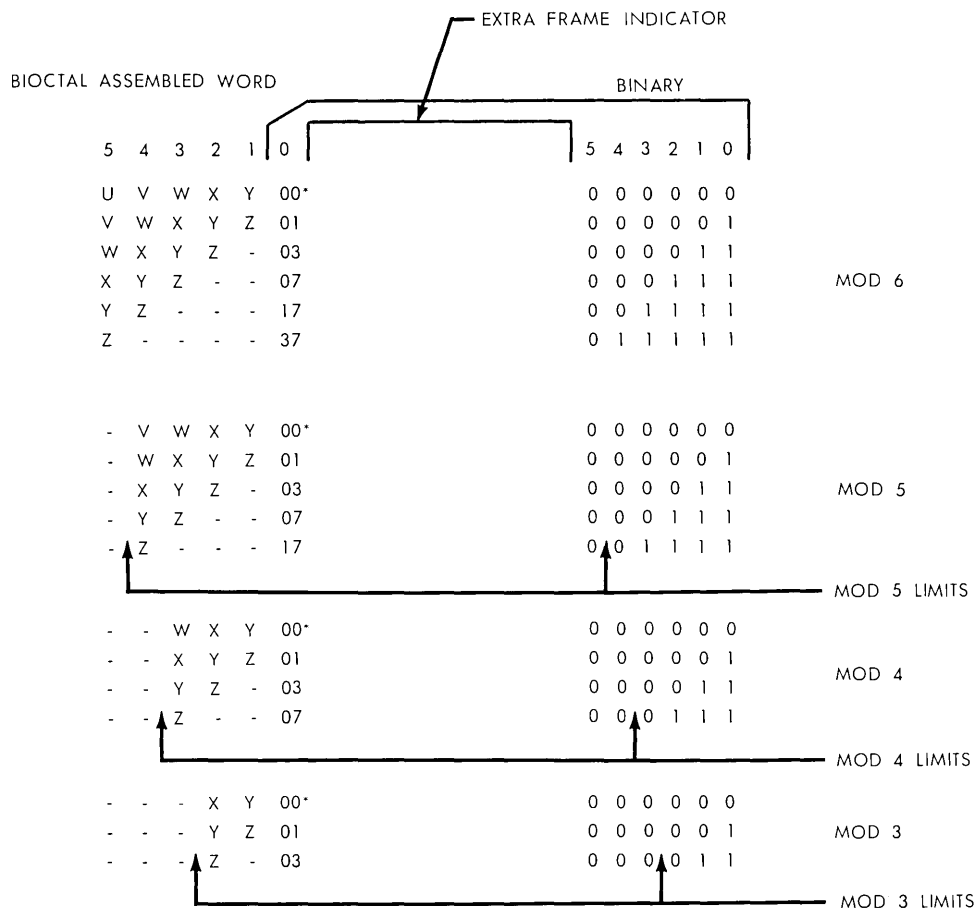 EXTRA FRAME INDICATOR
BIOCTAL ASSEMBLED WORD BINARY
5 4 3 2 1 0 5 4 3 2 1 0
U V W X Y 00* 0 0 0 0 0 0
V W X Y Z 01 0 0 0 0 0 1
W X Y Z - 03 0 0 0 0 1 1
X Y Z - - 07 0 0 0 1 1 1 MOD 6
Y Z - - - 17 0 0 1 1 1 1
Z - - - - 37 0 1 1 1 1 1
- V W X Y 00* 0 0 0 0 0 0
- W X Y Z 01 0 0 0 0 0 1
- X Y Z - 03 0 0 0 0 1 1 MOD 5
- Y Z - - 07 0 0 0 1 1 1
- Z - - - 17 0 0 1 1 1 1
MOD 5 LIMITS
- - W X Y 00* 0 0 0 0 0 0
- - X Y Z 01 0 0 0 0 0 1
MOD 4
- - Y Z - 03 0 0 0 0 1 1
- - Z - - 07 0 0 0 1 1 1
MOD 4 LIMITS
- - - X Y 00* 0 0 0 0 0 0
- - - Y Z 01 0 0 0 0 0 1 MOD 3
- - - Z - 03 0 0 0 0 1 1
MOD 3 LIMITS